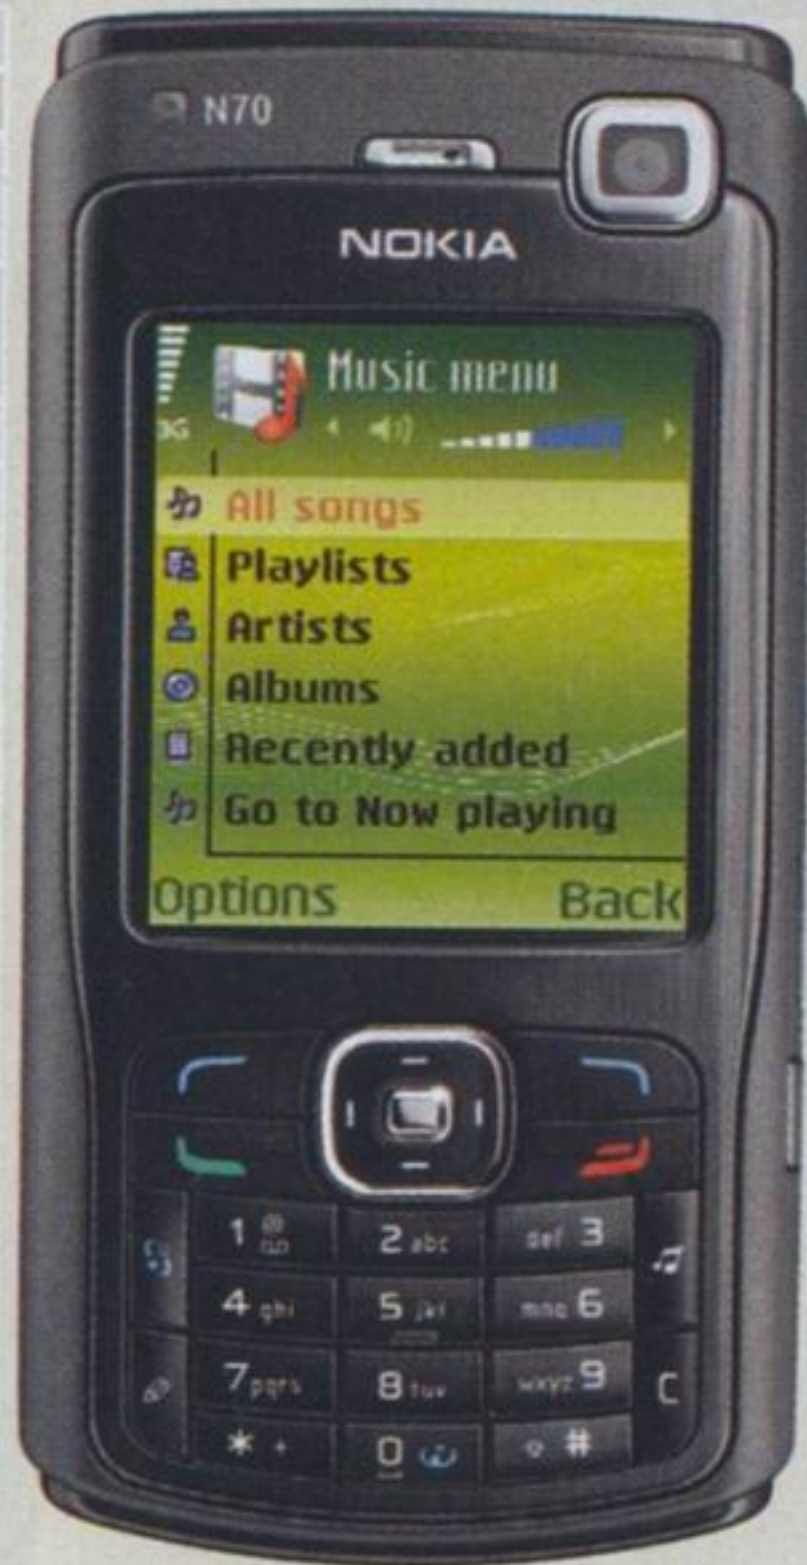 N70
NOKIA
Music menu
3G
All songs
Playlists
Artists
Albums
Recently added
Go to Now playing
Options Back
1 2 abc def 3
4 ghi 5 jkl mno 6
7 pqrs 8 tuv wxyz 9 C
* + 0 #